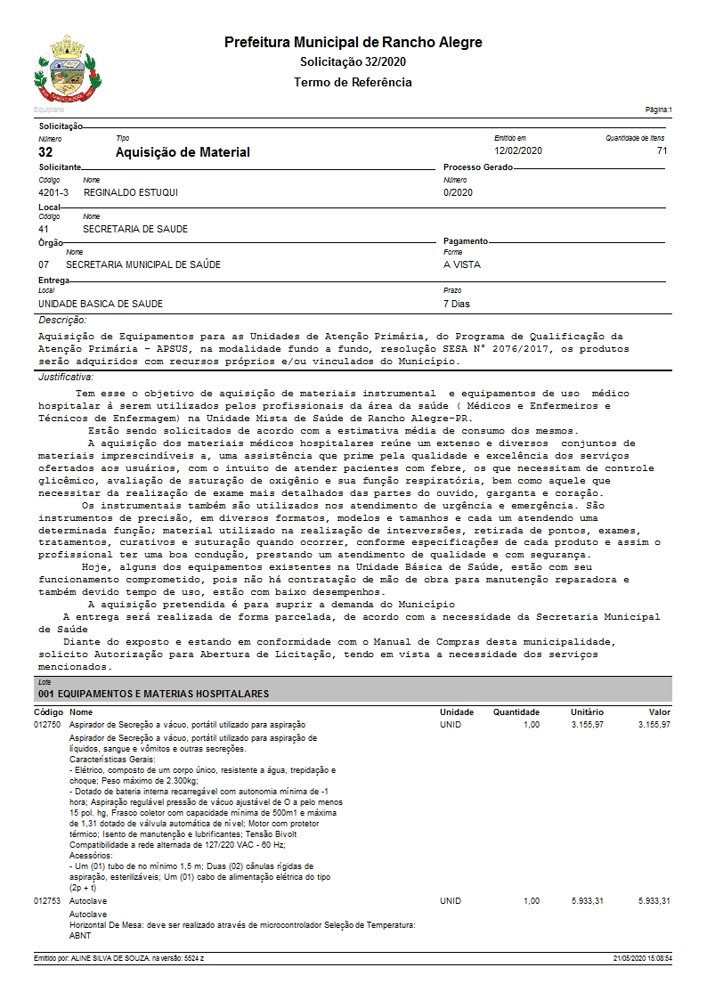 Prefeitura Municipal de Rancho Alegre
Solicitação 32/2020
Termo de Referência
Equiplano
Página:1
Solicitação
Número Tipo Emitido em Quantidade de Itens
32 Aquisição de Material 12/02/2020 71
Solicitante Processo Gerado
Código Nome Número
4201-3 REGINALDO ESTUQUI 0/2020
Local
Código Nome
41 SECRETARIA DE SAUDE
Órgão Pagamento
Nome Forma
07 SECRETARIA MUNICIPAL DE SAÚDE A VISTA
Entrega
Local Prazo
UNIDADE BASICA DE SAUDE 7 Dias
Descrição:
Aquisição de Equipamentos para as Unidades de Atenção Primária, do Programa de Qualificação da
Atenção Primária – APSUS, na modalidade fundo a fundo, resolução SESA N° 2076/2017, os produtos
serão adquiridos com recursos próprios e/ou vinculados do Município.
Justificativa:
Tem esse o objetivo de aquisição de materiais instrumental e equipamentos de uso médico
hospitalar à serem utilizados pelos profissionais da área da saúde ( Médicos e Enfermeiros e
Técnicos de Enfermagem) na Unidade Mista de Saúde de Rancho Alegre-PR.
Estão sendo solicitados de acordo com a estimativa média de consumo dos mesmos.
A aquisição dos materiais médicos hospitalares reúne um extenso e diversos conjuntos de
materiais imprescindíveis a, uma assistência que prime pela qualidade e excelência dos serviços
ofertados aos usuários, com o intuito de atender pacientes com febre, os que necessitam de controle
glicêmico, avaliação de saturação de oxigênio e sua função respiratória, bem como aquele que
necessitar da realização de exame mais detalhados das partes do ouvido, garganta e coração.
Os instrumentais também são utilizados nos atendimento de urgência e emergência. São
instrumentos de precisão, em diversos formatos, modelos e tamanhos e cada um atendendo uma
determinada função; material utilizado na realização de interversões, retirada de pontos, exames,
tratamentos, curativos e suturação quando ocorrer, conforme especificações de cada produto e assim o
profissional ter uma boa condução, prestando um atendimento de qualidade e com segurança.
Hoje, alguns dos equipamentos existentes na Unidade Básica de Saúde, estão com seu
funcionamento comprometido, pois não há contratação de mão de obra para manutenção reparadora e
também devido tempo de uso, estão com baixo desempenhos.
A aquisição pretendida é para suprir a demanda do Município
A entrega será realizada de forma parcelada, de acordo com a necessidade da Secretaria Municipal
de Saúde
Diante do exposto e estando em conformidade com o Manual de Compras desta municipalidade,
solicito Autorização para Abertura de Licitação, tendo em vista a necessidade dos serviços
mencionados.
Lote
001 EQUIPAMENTOS E MATERIAS HOSPITALARES
Código Nome Unidade Quantidade Unitário Valor
012750 Aspirador de Secreção a vácuo, portátil utilizado para aspiração UNID 1,00 3.155,97 3.155,97
Aspirador de Secreção a vácuo, portátil utilizado para aspiração de
líquidos, sangue e vômitos e outras secreções.
Características Gerais:
- Elétrico, composto de um corpo único, resistente a água, trepidação e
choque; Peso máximo de 2.300kg;
- Dotado de bateria interna recarregável com autonomia mínima de -1
hora; Aspiração regulável pressão de vácuo ajustável de O a pelo menos
15 pol. hg, Frasco coletor com capacidade mínima de 500m1 e máxima
de 1,31 dotado de válvula automática de nível; Motor com protetor
térmico; Isento de manutenção e lubrificantes; Tensão Bivolt
Compatibilidade a rede alternada de 127/220 VAC - 60 Hz;
Acessórios:
- Um (01) tubo de no mínimo 1,5 m; Duas (02) cânulas rígidas de
aspiração, esterilizáveis; Um (01) cabo de alimentação elétrica do tipo
(2p + t)
012753 Autoclave UNID 1,00 5.933,31 5.933,31
Autoclave
Horizontal De Mesa: deve ser realizado através de microcontrolador Seleção de Temperatura:
ABNT
Emitido por: ALINE SILVA DE SOUZA, na versão: 5524 z 21/05/2020 15:08:54